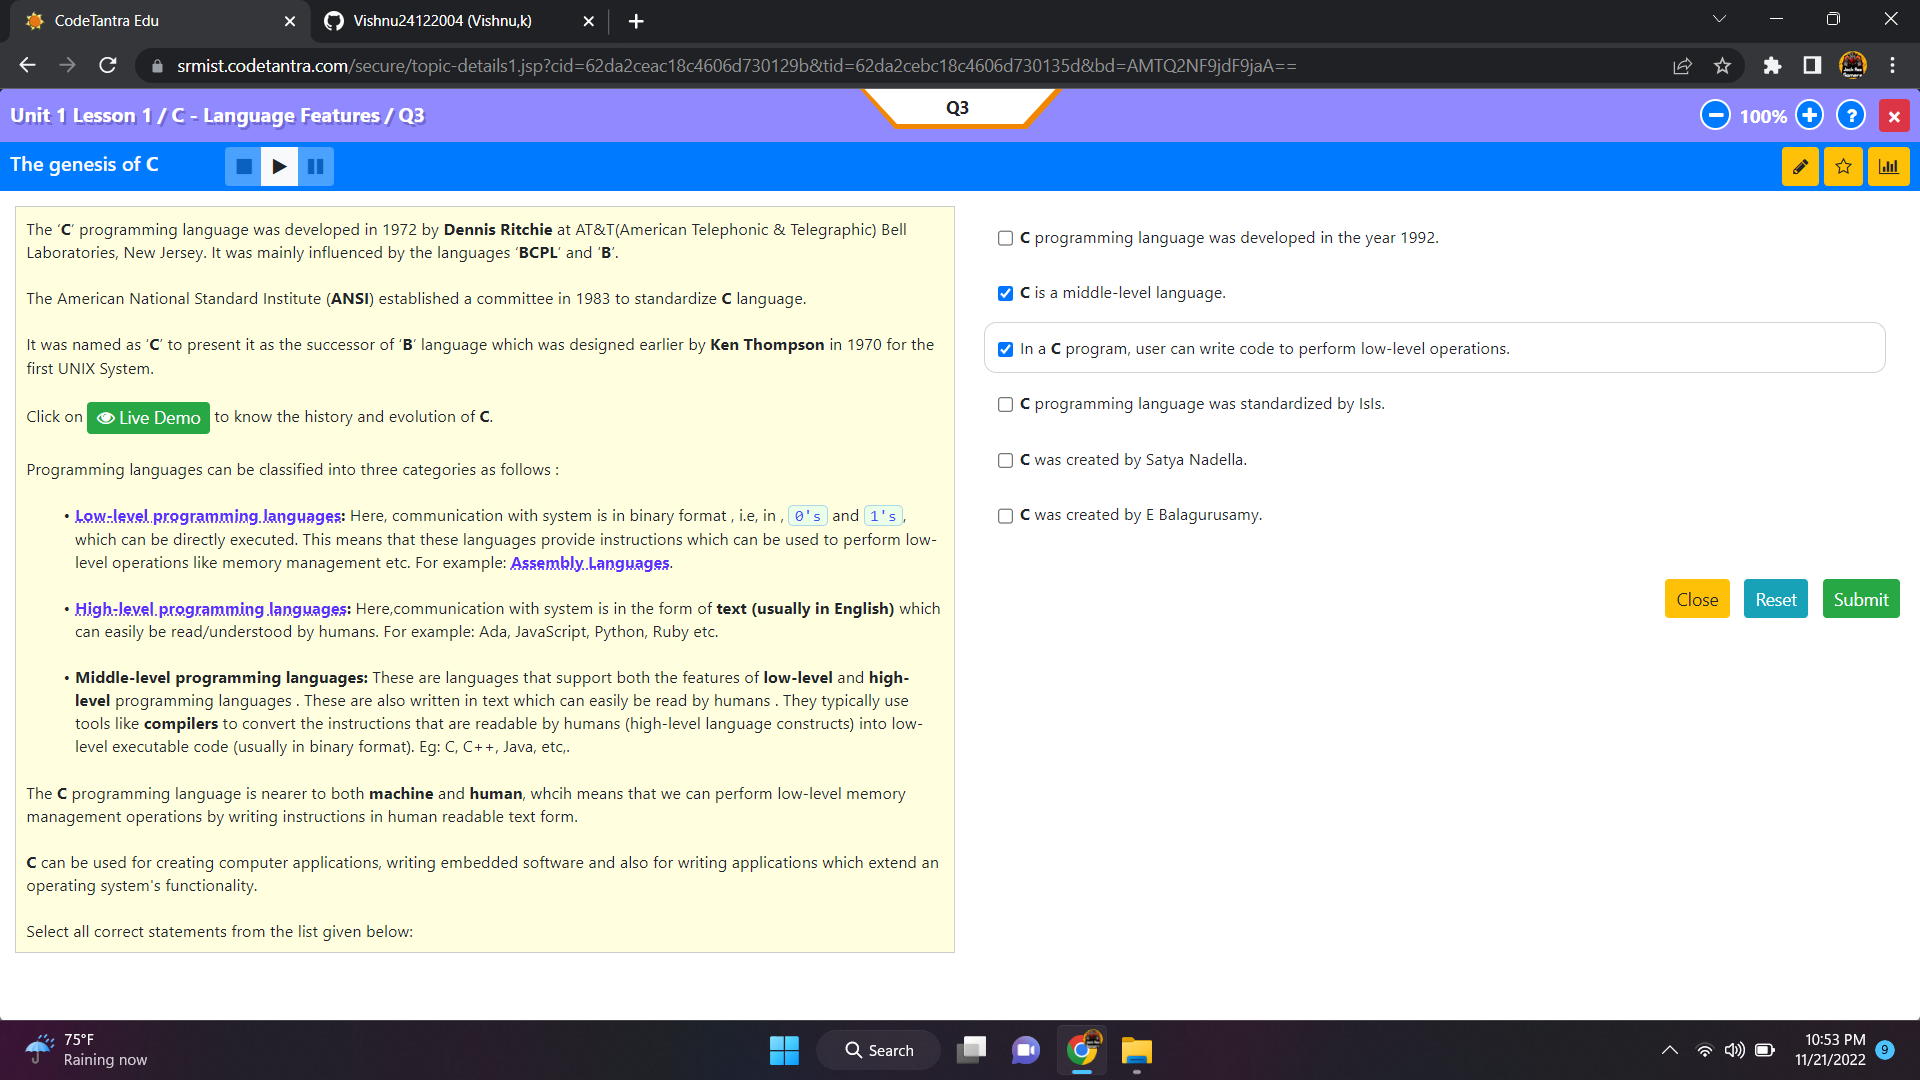 CodeTantra Edu
Vishnu24122004 (Vishnu,k)
srmist.codetantra.com/secure/topic-details1.jsp?cid=62da2ceac18c4606d730129b&tid=62da2cebc18c4606d730135d&bd=AMTQ2NF9jdF9jaA==
Unit 1 Lesson 1 / C - Language Features / Q3
Q3
100%
?
The genesis of C
The 'C' programming language was developed in 1972 by Dennis Ritchie at AT&T(American Telephonic & Telegraphic) Bell
Laboratories, New Jersey. It was mainly influenced by the languages 'BCPL' and 'B'.
The American National Standard Institute (ANSI) established a committee in 1983 to standardize C language.
It was named as 'C' to present it as the successor of 'B' language which was designed earlier by Ken Thompson in 1970 for the
first UNIX System.
Click on Live Demo to know the history and evolution of C.
Programming languages can be classified into three categories as follows :
• Low-level programming languages: Here, communication with system is in binary format , i.e, in , 0's and 1's,
which can be directly executed. This means that these languages provide instructions which can be used to perform low-
level operations like memory management etc. For example: Assembly Languages.
• High-level programming languages: Here,communication with system is in the form of text (usually in English) which
can easily be read/understood by humans. For example: Ada, JavaScript, Python, Ruby etc.
• Middle-level programming languages: These are languages that support both the features of low-level and high-
level programming languages . These are also written in text which can easily be read by humans . They typically use
tools like compilers to convert the instructions that are readable by humans (high-level language constructs) into low-
level executable code (usually in binary format). Eg: C, C++, Java, etc,.
The C programming language is nearer to both machine and human, whcih means that we can perform low-level memory
management operations by writing instructions in human readable text form.
C can be used for creating computer applications, writing embedded software and also for writing applications which extend an
operating system's functionality.
Select all correct statements from the list given below:
C programming language was developed in the year 1992.
C is a middle-level language.
In a C program, user can write code to perform low-level operations.
C programming language was standardized by IsIs.
C was created by Satya Nadella.
C was created by E Balagurusamy.
Close Reset Submit
75°F
Raining now
Search
10:53 PM
11/21/2022
9